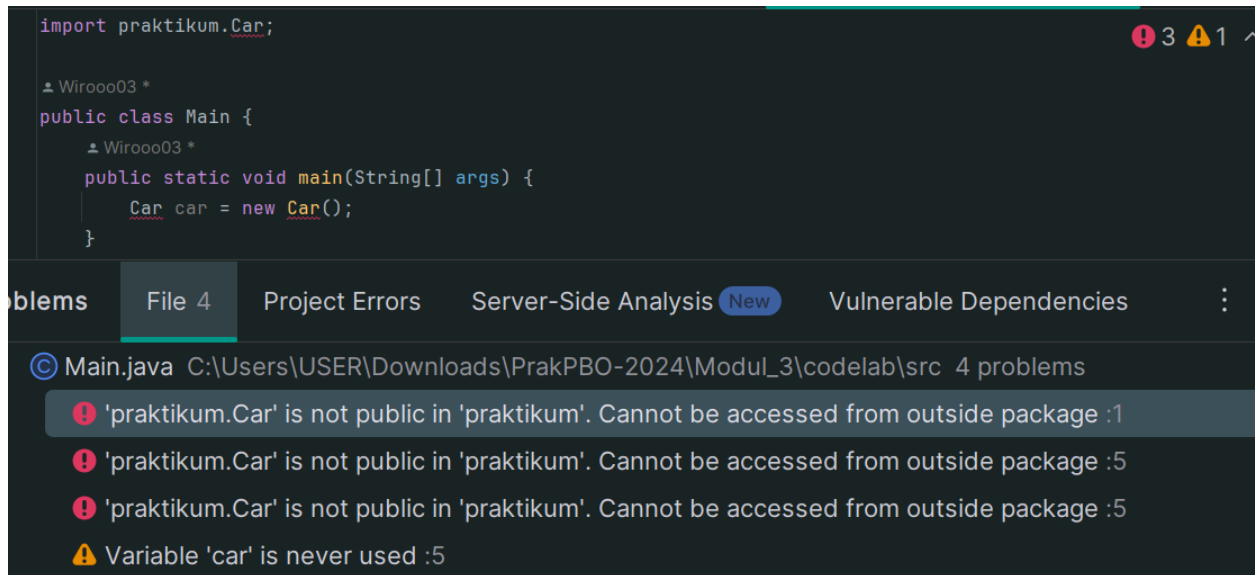 import praktikum.Car;
3 1
Wirooo03 *
public class Main {
Wirooo03 *
public static void main(String[] args) {
Car car = new Car();
}
oblems File 4 Project Errors Server-Side Analysis New Vulnerable Dependencies
Main.java C:\Users\USER\Downloads\PrakPBO-2024\Modul_3\codelab\src 4 problems
'praktikum.Car' is not public in 'praktikum'. Cannot be accessed from outside package :1
'praktikum.Car' is not public in 'praktikum'. Cannot be accessed from outside package :5
'praktikum.Car' is not public in 'praktikum'. Cannot be accessed from outside package :5
Variable 'car' is never used :5